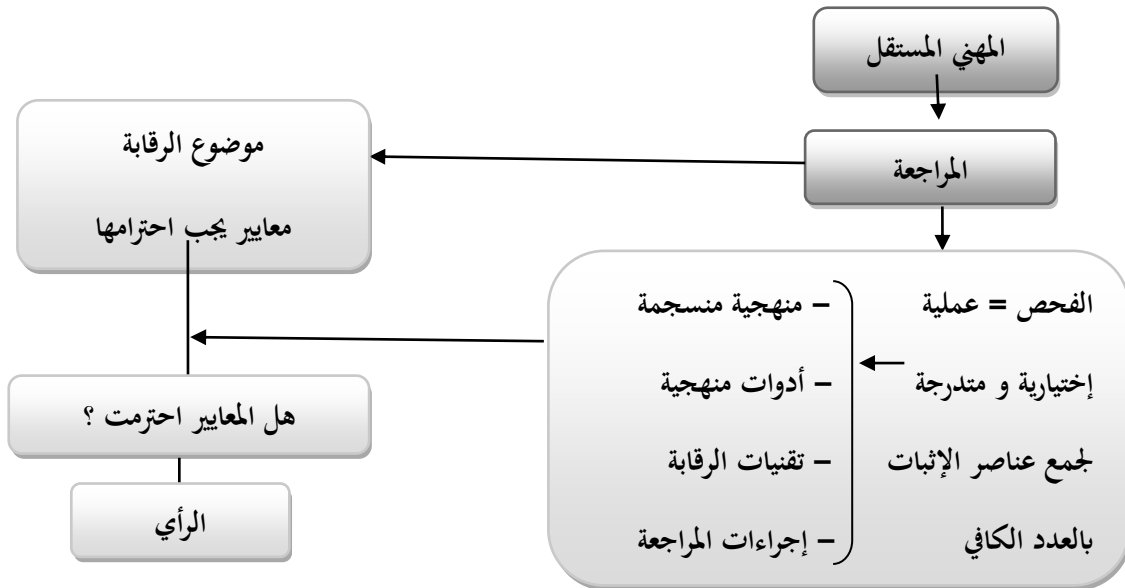 المهني المستقل
المراجعة
موضوع الرقابة
معايير يجب احترامها
الفحص = عملية
إختيارية و متدرجة
لجمع عناصر الإثبات
بالعدد الكافي
– منهجية منسجمة
– أدوات منهجية
– تقنيات الرقابة
– إجراءات المراجعة
هل المعايير احترمت ؟
الرأي